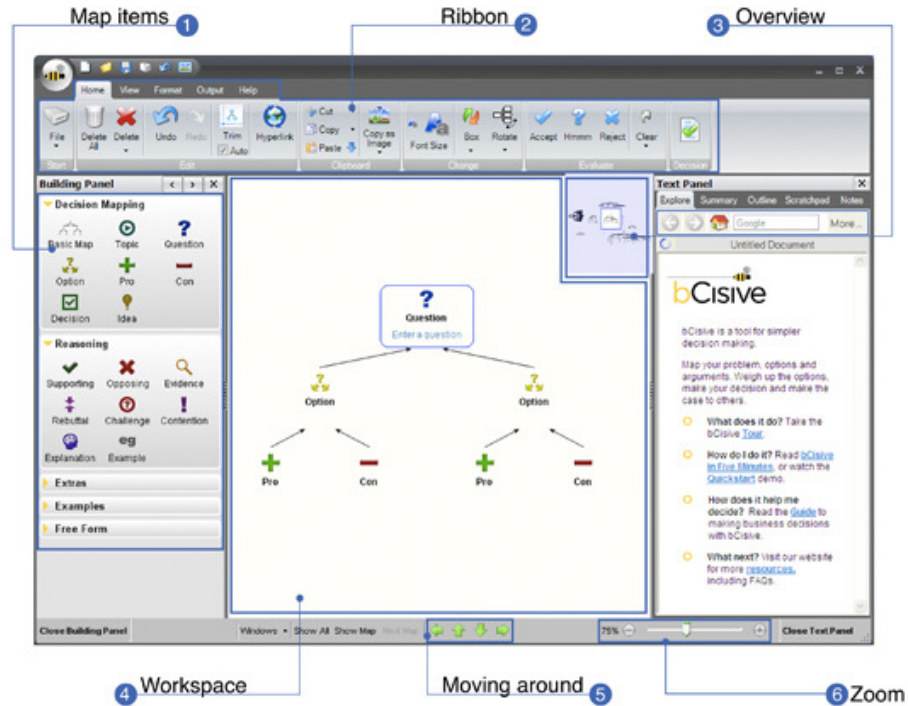 Map items 1
Ribbon 2
3 Overview
Home View Format Output Help
File Delete All Delete Undo Redo Trim Auto Hyperlink
Cut Copy Paste Copy as Image
Font Size Box Rotate
Accept Hmmm Reject Clear
Start Edit Clipboard Change Evaluate Decision
Building Panel
Decision Mapping
Basic Map Topic Question
Option Pro Con
Decision Idea
Reasoning
Supporting Opposing Evidence
Rebuttal Challenge Contention
eg
Explanation Example
Extras
Examples
Free Form
Close Building Panel
?
Question
Enter a question
Option Option
Pro Con Pro Con
Text Panel
Explore Summary Outline Scratchpad Notes
Google More...
Untitled Document
bCisive
bCisive is a tool for simpler
decision making.
Map your problem, options and
arguments. Weigh up the options,
make your decision and make the
case to others.
What does it do? Take the
bCisive Tour.
How do I do it? Read bCisive
in Five Minutes, or watch the
Quickstart demo.
How does it help me
decide? Read the Guide to
making business decisions
with bCisive.
What next? Visit our website
for more resources,
including FAQs.
Windows Show All Show Map Next Map
75%
Close Text Panel
4 Workspace
Moving around 5
6 Zoom